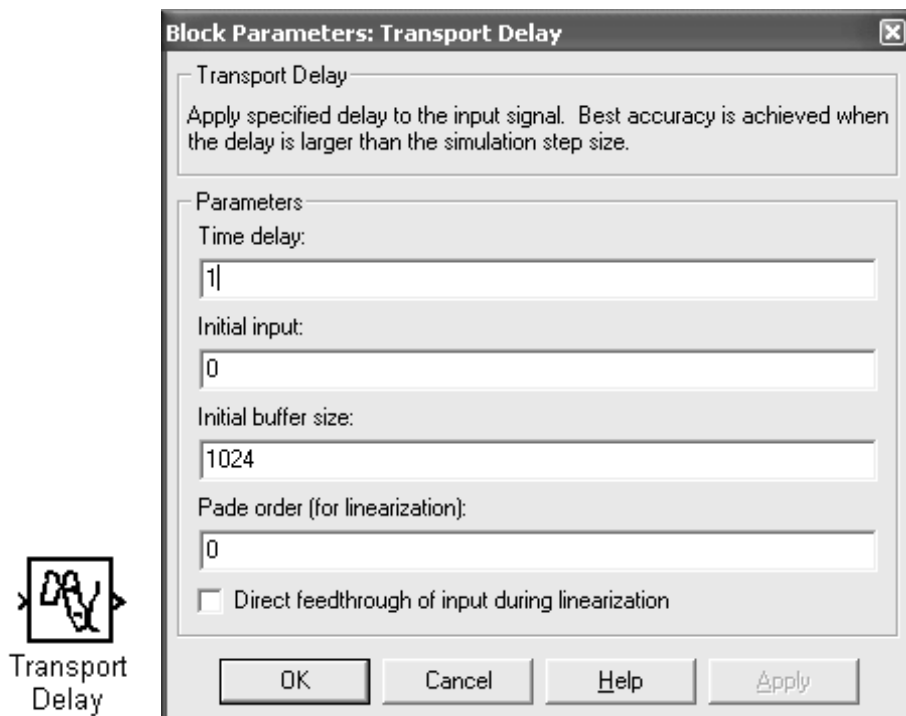 Block Parameters: Transport Delay
Transport Delay
Apply specified delay to the input signal.  Best accuracy is achieved when
the delay is larger than the simulation step size.
Parameters
Time delay:
1
Initial input:
0
Initial buffer size:
1024
Pade order (for linearization):
0
Direct feedthrough of input during linearization
OK Cancel Help Apply
Transport
Delay